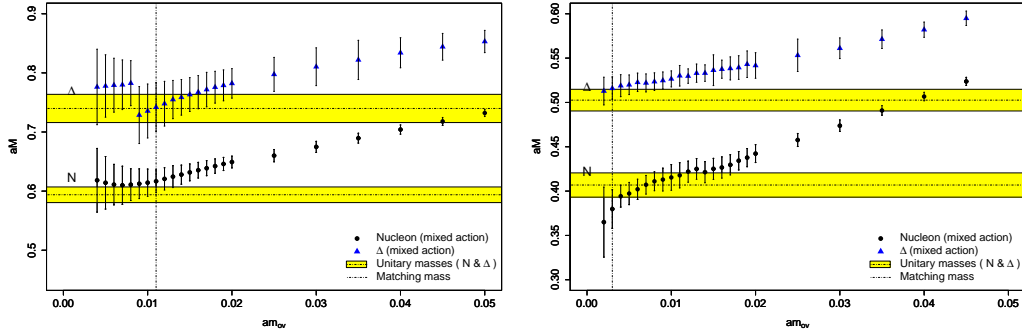 0.9
0.8
0.7
0.6
0.5
aM
Δ
N
Nucleon (mixed action)
Δ (mixed action)
Unitary masses ( N & Δ )
Matching mass
0.00 0.01 0.02 0.03 0.04 0.05
am_ov
0.60
0.55
0.50
0.45
0.40
0.35
0.30
aM
Δ
N
Nucleon (mixed action)
Δ (mixed action)
Unitary masses ( N & Δ )
Matching mass
0.00 0.01 0.02 0.03 0.04 0.05
am_ov